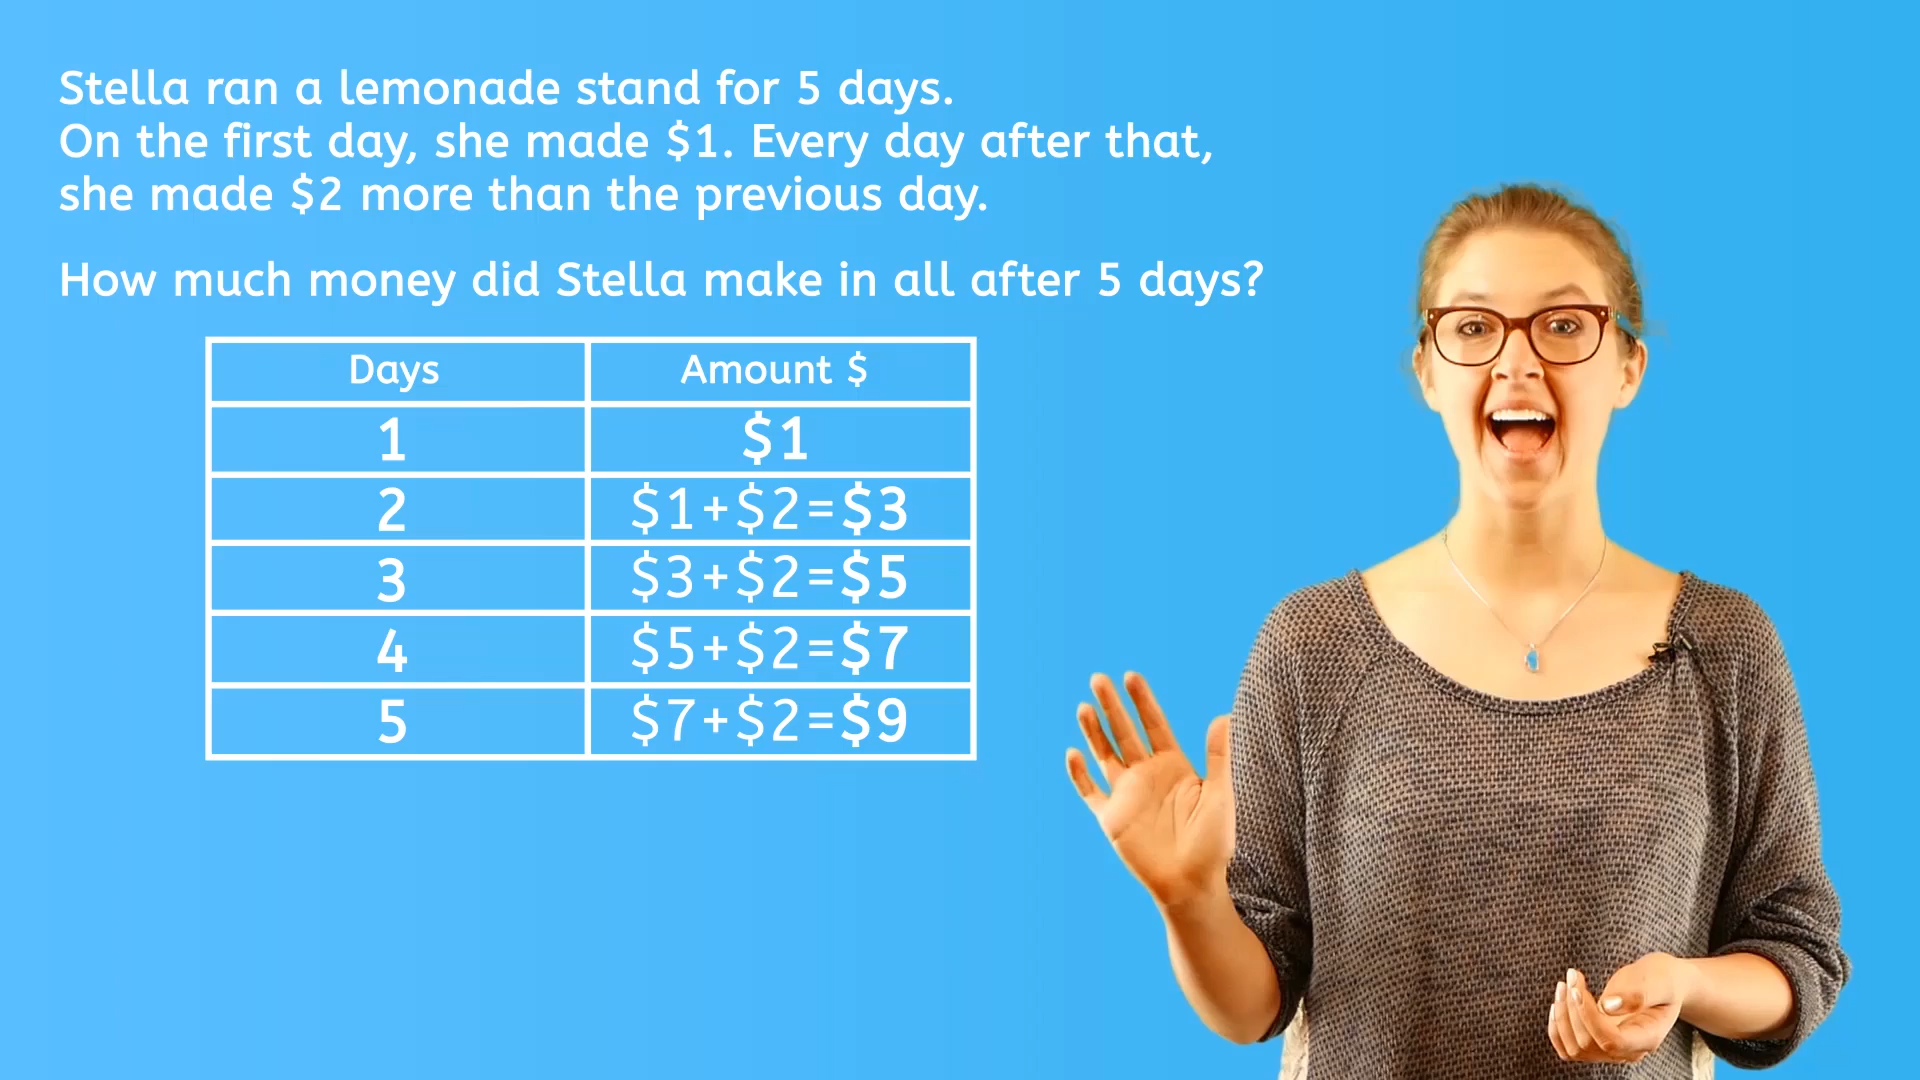 Stella ran a lemonade stand for 5 days.
On the first day, she made $1. Every day after that,
she made $2 more than the previous day.
How much money did Stella make in all after 5 days?
Days Amount $
1 $1
2 $1+$2=$3
3 $3+$2=$5
4 $5+$2=$7
5 $7+$2=$9